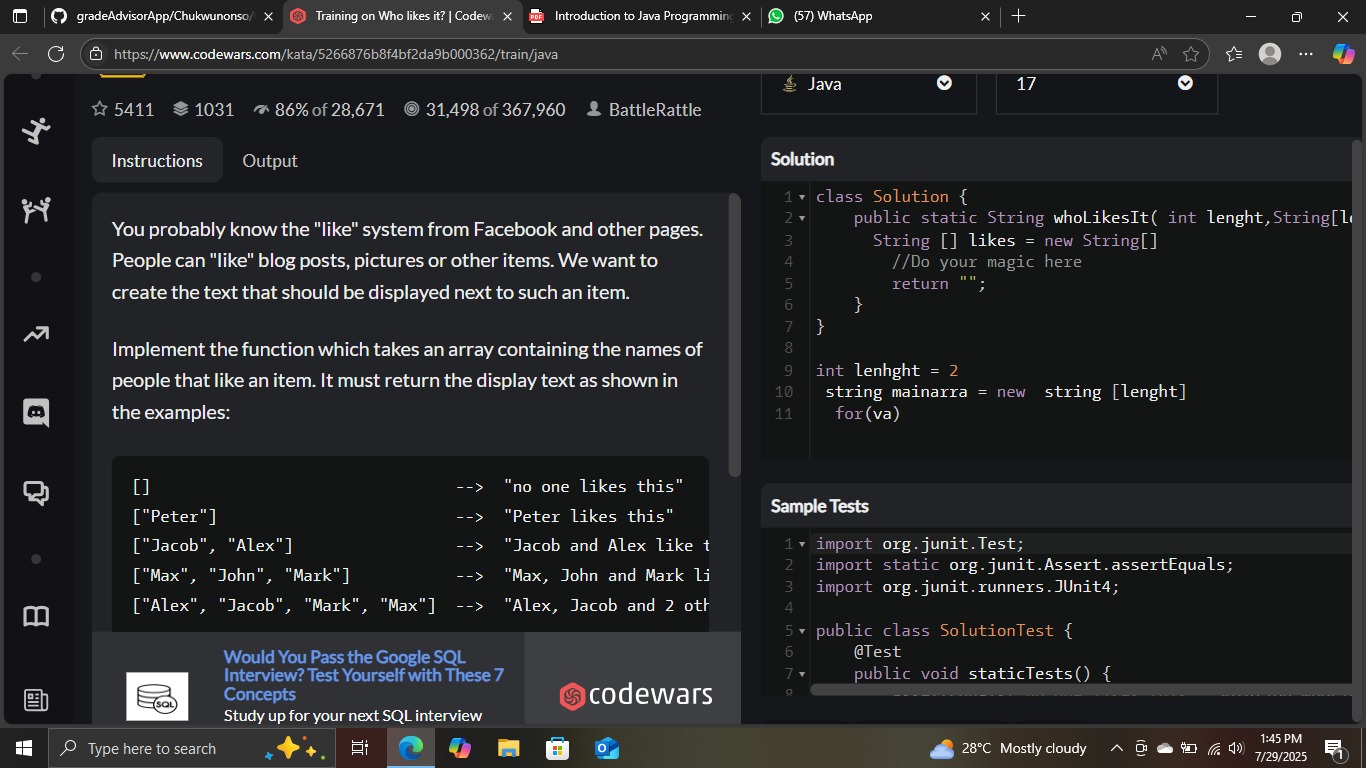 gradeAdvisorApp/Chukwunonso/
Training on Who likes it? | Codew
Introduction to Java Programming
(57) WhatsApp
https://www.codewars.com/kata/5266876b8f4bf2da9b000362/train/java
5411 1031 86% of 28,671 31,498 of 367,960 BattleRattle
Java 17
Instructions Output
You probably know the "like" system from Facebook and other pages.
People can "like" blog posts, pictures or other items. We want to
create the text that should be displayed next to such an item.
Implement the function which takes an array containing the names of
people that like an item. It must return the display text as shown in
the examples:
[] --> "no one likes this"
["Peter"] --> "Peter likes this"
["Jacob", "Alex"] --> "Jacob and Alex like t
["Max", "John", "Mark"] --> "Max, John and Mark li
["Alex", "Jacob", "Mark", "Max"] --> "Alex, Jacob and 2 oth
Would You Pass the Google SQL
Interview? Test Yourself with These 7
Concepts
Study up for your next SQL interview
SQL
codewars
Solution
1 class Solution {
2 public static String whoLikesIt( int lenght,String[le
3 String [] likes = new String[]
4 //Do your magic here
5 return "";
6 }
7 }
8
9 int lenhght = 2
10 string mainarra = new string [lenght]
11 for(va)
Sample Tests
1 import org.junit.Test;
2 import static org.junit.Assert.assertEquals;
3 import org.junit.runners.JUnit4;
4
5 public class SolutionTest {
6 @Test
7 public void staticTests() {
8
Type here to search
28°C Mostly cloudy
1:45 PM
7/29/2025
1